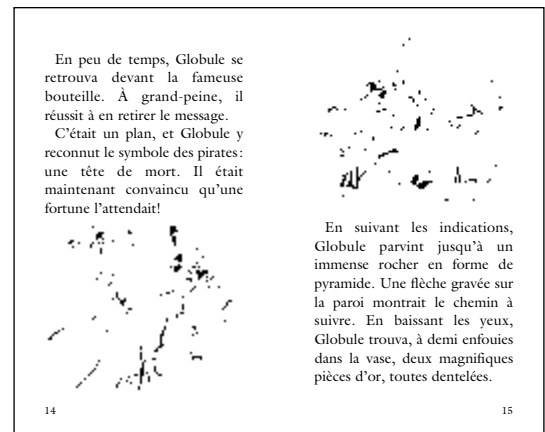 En peu de temps, Globule se
retrouva devant la fameuse
bouteille. À grand-peine, il
réussit à en retirer le message.
C'était un plan, et Globule y
reconnut le symbole des pirates:
une tête de mort. Il était
maintenant convaincu qu'une
fortune l'attendait!
14
En suivant les indications,
Globule parvint jusqu'à un
immense rocher en forme de
pyramide. Une flèche gravée sur
la paroi montrait le chemin à
suivre. En baissant les yeux,
Globule trouva, à demi enfouies
dans la vase, deux magnifiques
pièces d'or, toutes dentelées.
15